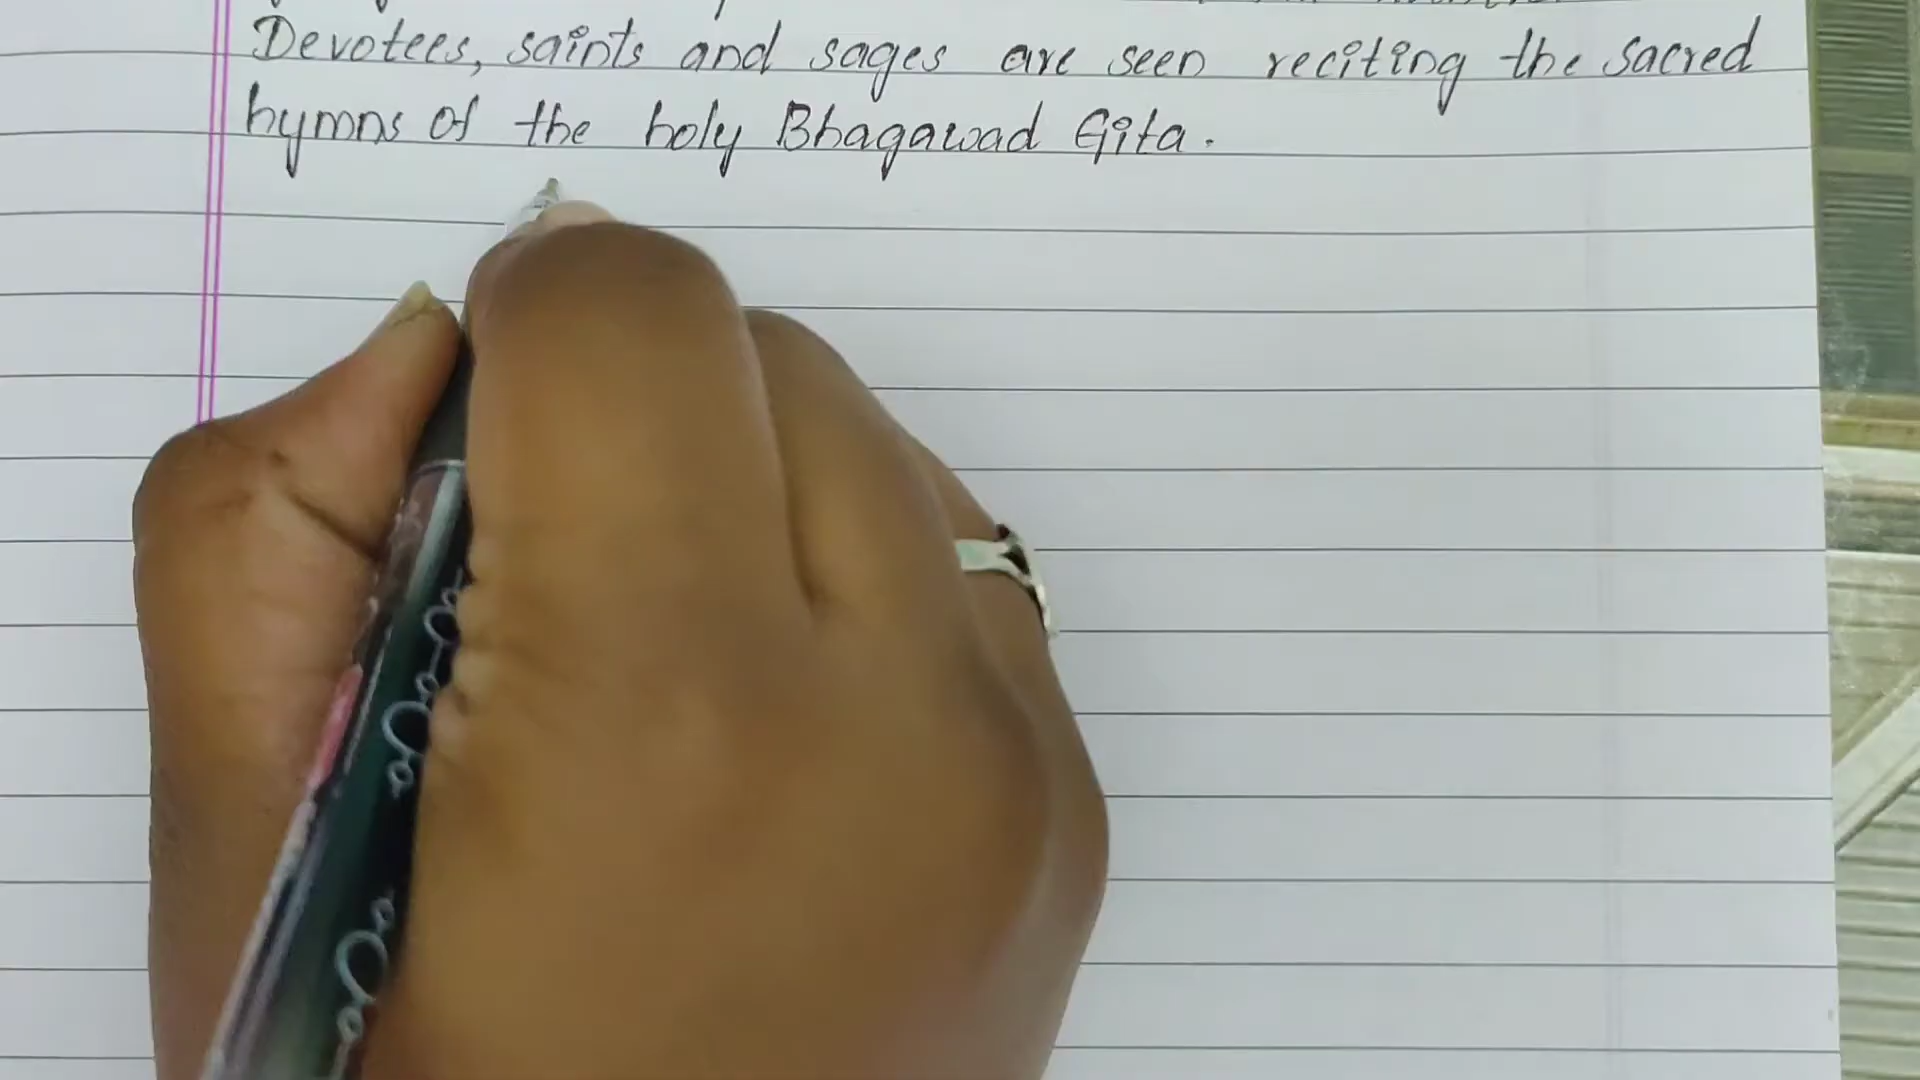 Devotees, saints and sages are seen reciting the sacred
hymns of the holy Bhagawad Gita.